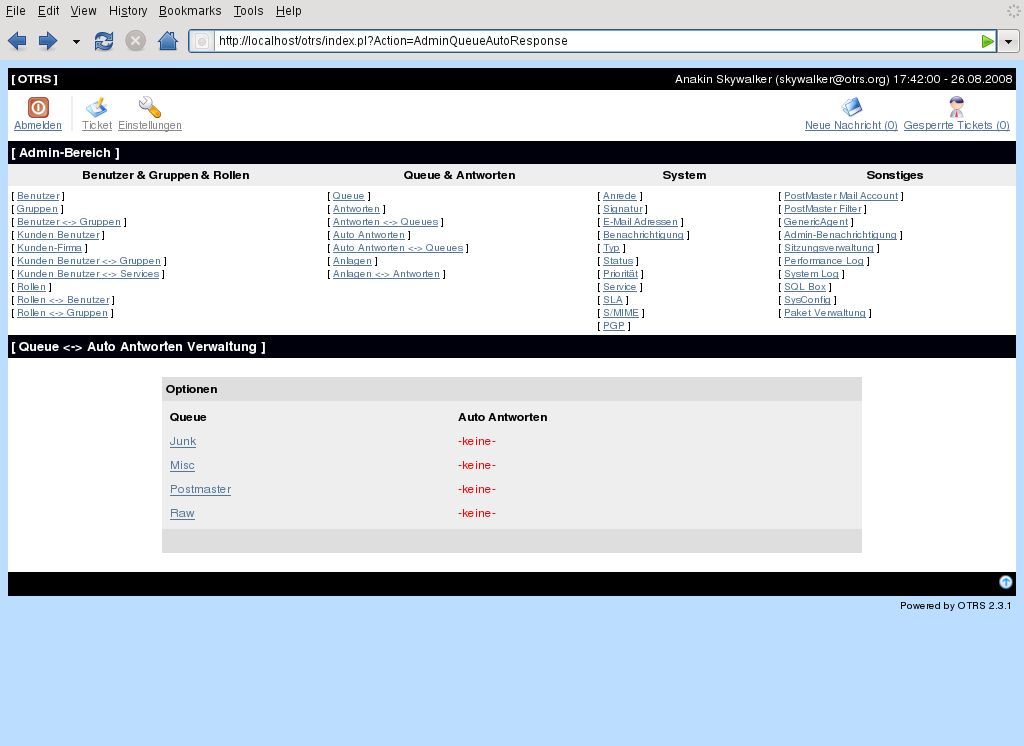 File Edit View History Bookmarks Tools Help
http://localhost/otrs/index.pl?Action=AdminQueueAutoResponse
[ OTRS ] Anakin Skywalker (skywalker@otrs.org) 17:42:00 - 26.08.2008
Abmelden Ticket Einstellungen Neue Nachricht (0) Gesperrte Tickets (0)
[ Admin-Bereich ]
Benutzer & Gruppen & Rollen Queue & Antworten System Sonstiges
[ Benutzer ] [ Queue ] [ Anrede ] [ PostMaster Mail Account ]
[ Gruppen ] [ Antworten ] [ Signatur ] [ PostMaster Filter ]
[ Benutzer <-> Gruppen ] [ Antworten <-> Queues ] [ E-Mail Adressen ] [ GenericAgent ]
[ Kunden Benutzer ] [ Auto Antworten ] [ Benachrichtigung ] [ Admin-Benachrichtigung ]
[ Kunden-Firma ] [ Auto Antworten <-> Queues ] [ Typ ] [ Sitzungsverwaltung ]
[ Kunden Benutzer <-> Gruppen ] [ Anlagen ] [ Status ] [ Performance Log ]
[ Kunden Benutzer <-> Services ] [ Anlagen <-> Antworten ] [ Priorität ] [ System Log ]
[ Rollen ] [ Service ] [ SQL Box ]
[ Rollen <-> Benutzer ] [ SLA ] [ SysConfig ]
[ Rollen <-> Gruppen ] [ S/MIME ] [ Paket Verwaltung ]
[ PGP ]
[ Queue <-> Auto Antworten Verwaltung ]
Optionen
Queue Auto Antworten
Junk -keine-
Misc -keine-
Postmaster -keine-
Raw -keine-
Powered by OTRS 2.3.1